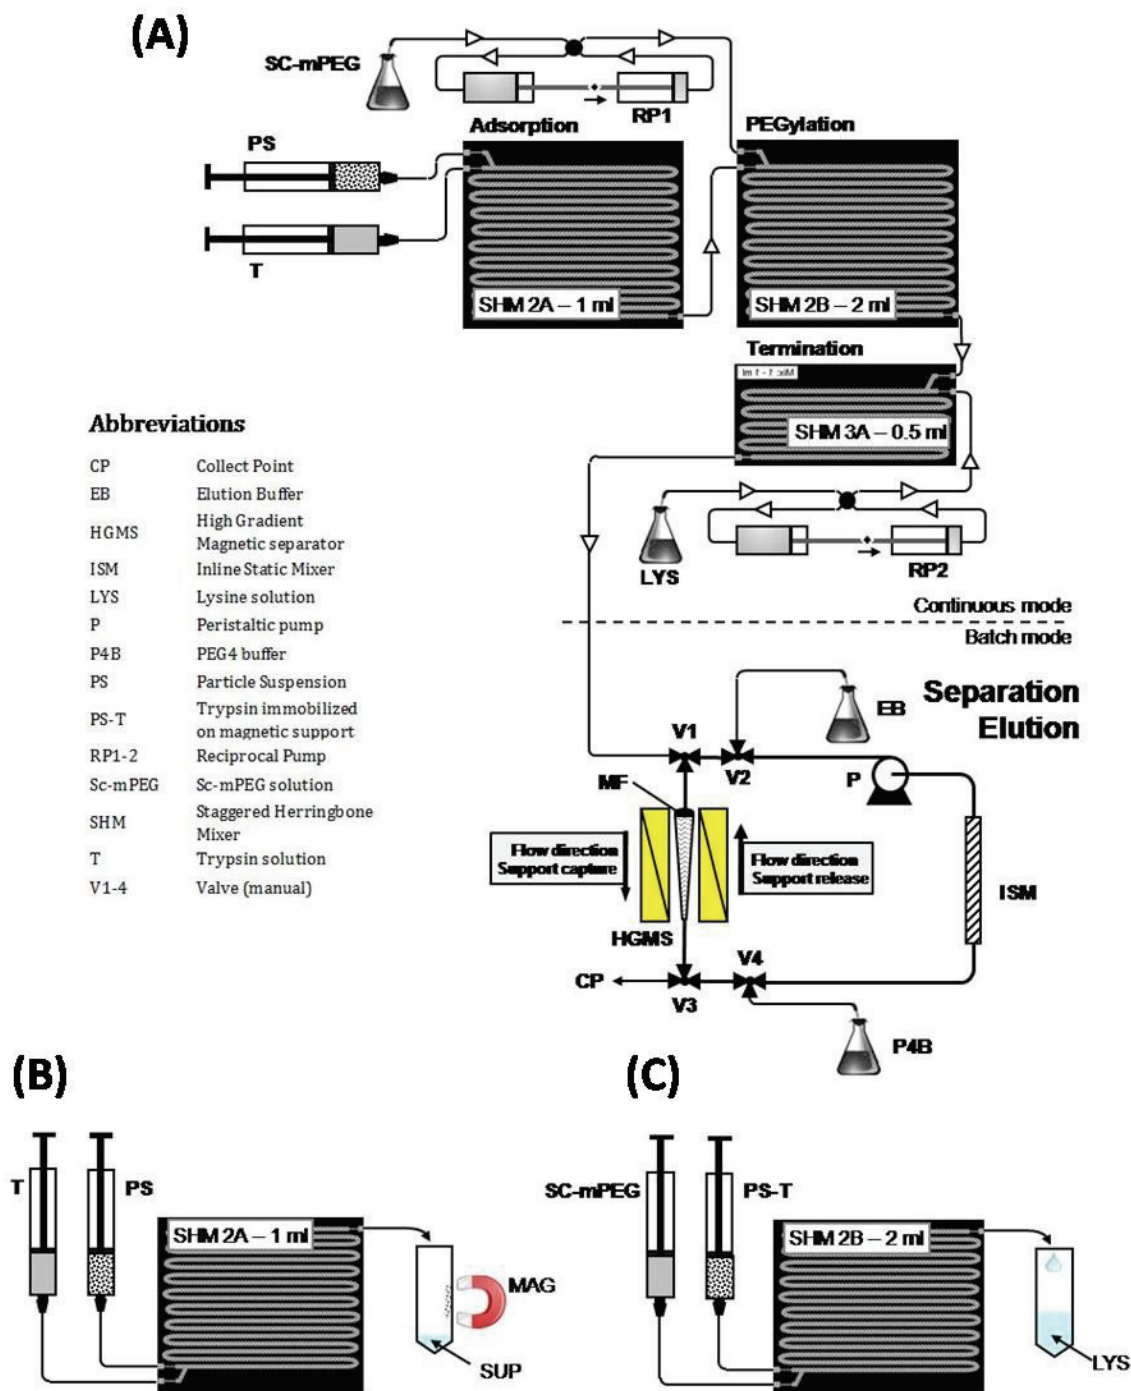 (A)
SC-mPEG
RP1
Adsorption
PEGylation
PS
T
SHM 2A – 1 ml
SHM 2B – 2 ml
Termination
Mic 1 - 1 ml
SHM 3A – 0.5 ml
LYS
RP2
Continuous mode
Batch mode
Abbreviations
CP Collect Point
EB Elution Buffer
HGMS High Gradient
Magnetic separator
ISM Inline Static Mixer
LYS Lysine solution
P Peristaltic pump
P4B PEG4 buffer
PS Particle Suspension
PS-T Trypsin immobilized
on magnetic support
RP1-2 Reciprocal Pump
Sc-mPEG Sc-mPEG solution
SHM Staggered Herringbone
Mixer
T Trypsin solution
V1-4 Valve (manual)
Separation
Elution
EB
V1
V2
P
MF
Flow direction
Support capture
Flow direction
Support release
ISM
HGMS
V4
CP
V3
P4B
(B)
T
PS
SHM 2A – 1 ml
MAG
SUP
(C)
SC-mPEG
PS-T
SHM 2B – 2 ml
LYS